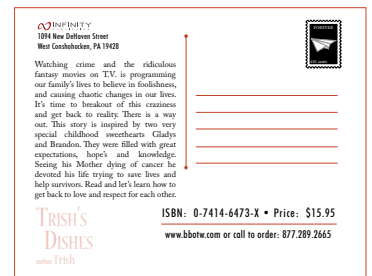 INFINITY
1094 New DeHaven Street
West Conshohocken, PA 19428
Watching crime and the ridiculous
fantasy movies on T.V. is programming
our family's lives to believe in foolishness,
and causing chaotic changes in our lives.
It's time to breakout of this craziness
and get back to reality. There is a way
out. This story is inspired by two very
special childhood sweethearts Gladys
and Brandon. They were filled with great
expectations, hope's and knowledge.
Seeing his Mother dying of cancer he
devoted his life trying to save lives and
help survivors. Read and let's learn how to
get back to love and respect for each other.
FOREVER
TRISH'S
DISHES
author Trish
ISBN: 0-7414-6473-X • Price: $15.95
www.bbotw.com or call to order: 877.289.2665